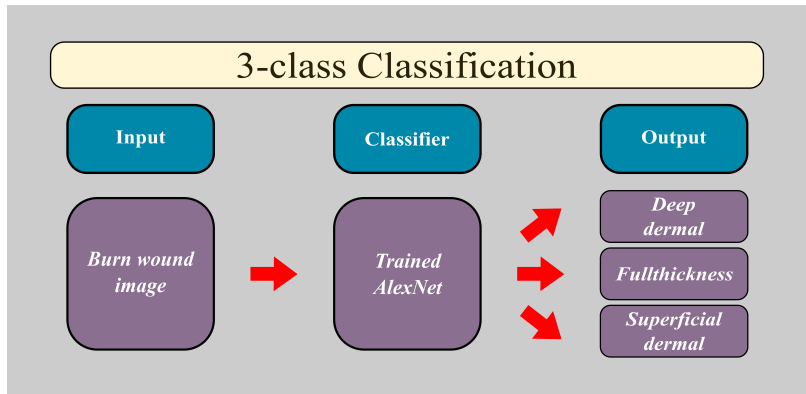 3-class Classification
Input
Classifier
Output
Burn wound
image
Trained
AlexNet
Deep
dermal
Fullthickness
Superficial
dermal